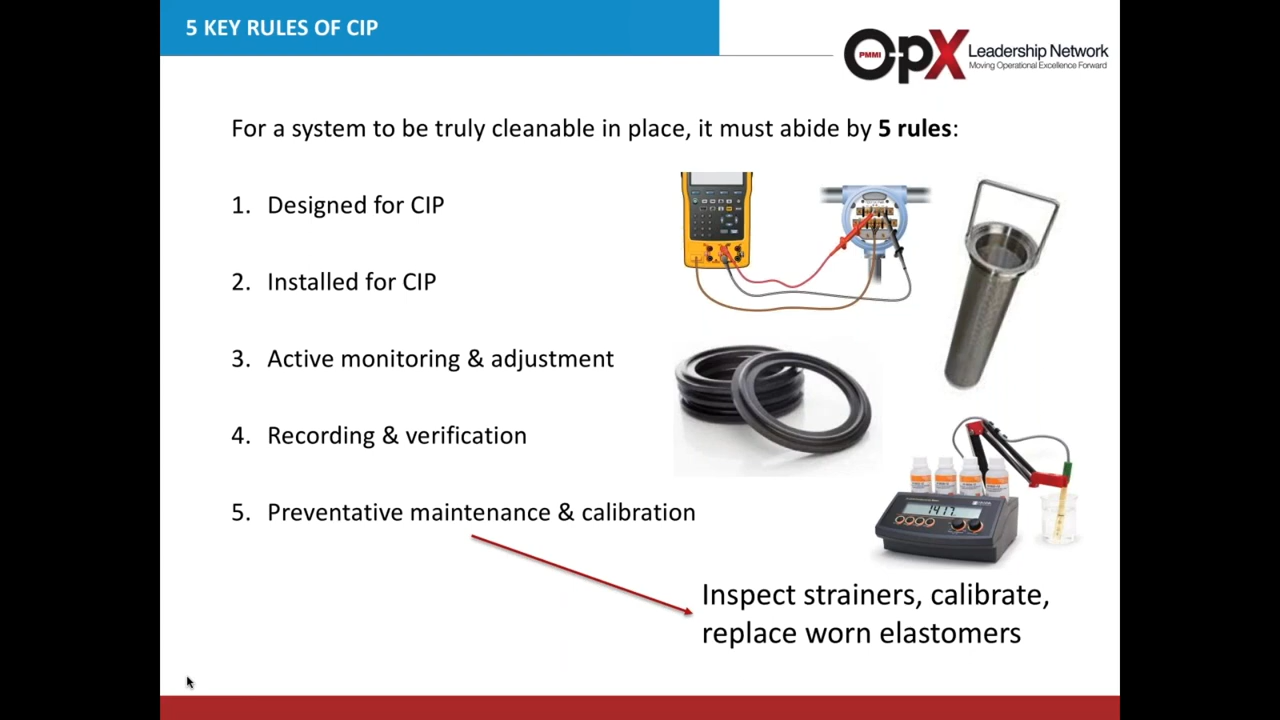 5 KEY RULES OF CIP
OpX
PMMI
Leadership Network
Moving Operational Excellence Forward
For a system to be truly cleanable in place, it must abide by 5 rules:
1. Designed for CIP
2. Installed for CIP
3. Active monitoring & adjustment
4. Recording & verification
5. Preventative maintenance & calibration
1417
Inspect strainers, calibrate,
replace worn elastomers